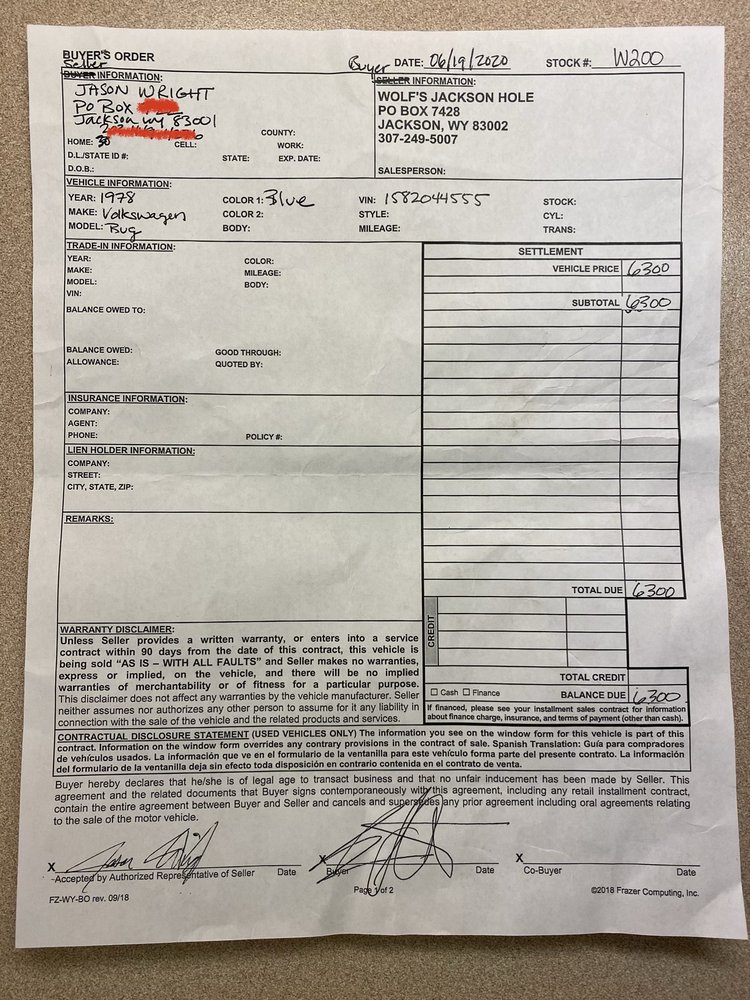 BUYER'S ORDER
Buyer DATE: 06/19/2020 STOCK #: W200
Seller
BUYER INFORMATION:
JASON WRIGHT
PO Box
Jackson wy 83001
COUNTY:
HOME: CELL: WORK:
D.L./STATE ID #: STATE: EXP. DATE:
D.O.B.:
SELLER INFORMATION:
WOLF'S JACKSON HOLE
PO BOX 7428
JACKSON, WY 83002
307-249-5007
SALESPERSON:
VEHICLE INFORMATION:
YEAR: 1978 COLOR 1: Blue VIN: 1582044555 STOCK:
MAKE: Volkswagen COLOR 2: STYLE: CYL:
MODEL: Bug BODY: MILEAGE: TRANS:
TRADE-IN INFORMATION:
YEAR: COLOR:
MAKE: MILEAGE:
MODEL: BODY:
VIN:
BALANCE OWED TO:
BALANCE OWED: GOOD THROUGH:
ALLOWANCE: QUOTED BY:
INSURANCE INFORMATION:
COMPANY:
AGENT:
PHONE: POLICY #:
LIEN HOLDER INFORMATION:
COMPANY:
STREET:
CITY, STATE, ZIP:
REMARKS:
SETTLEMENT
VEHICLE PRICE 6300
SUBTOTAL 6300
TOTAL DUE 6300
CREDIT
TOTAL CREDIT
Cash Finance BALANCE DUE 6300
If financed, please see your installment sales contract for information
about finance charge, insurance, and terms of payment (other than cash).
WARRANTY DISCLAIMER:
Unless Seller provides a written warranty, or enters into a service
contract within 90 days from the date of this contract, this vehicle is
being sold "AS IS – WITH ALL FAULTS" and Seller makes no warranties,
express or implied, on the vehicle, and there will be no implied
warranties of merchantability or of fitness for a particular purpose.
This disclaimer does not affect any warranties by the vehicle manufacturer. Seller
neither assumes nor authorizes any other person to assume for it any liability in
connection with the sale of the vehicle and the related products and services.
CONTRACTUAL DISCLOSURE STATEMENT (USED VEHICLES ONLY) The information you see on the window form for this vehicle is part of this
contract. Information on the window form overrides any contrary provisions in the contract of sale. Spanish Translation: Guía para compradores
de vehículos usados. La información que ve en el formulario de la ventanilla para este vehículo forma parte del presente contrato. La información
del formulario de la ventanilla deja sin efecto toda disposición en contrario contenida en el contrato de venta.
Buyer hereby declares that he/she is of legal age to transact business and that no unfair inducement has been made by Seller. This
agreement and the related documents that Buyer signs contemporaneously with this agreement, including any retail installment contract,
contain the entire agreement between Buyer and Seller and cancels and supersedes any prior agreement including oral agreements relating
to the sale of the motor vehicle.
X X X
Accepted by Authorized Representative of Seller Date Buyer Date Co-Buyer Date
FZ-WY-BO rev. 09/18 Page 1 of 2 ©2018 Frazer Computing, Inc.